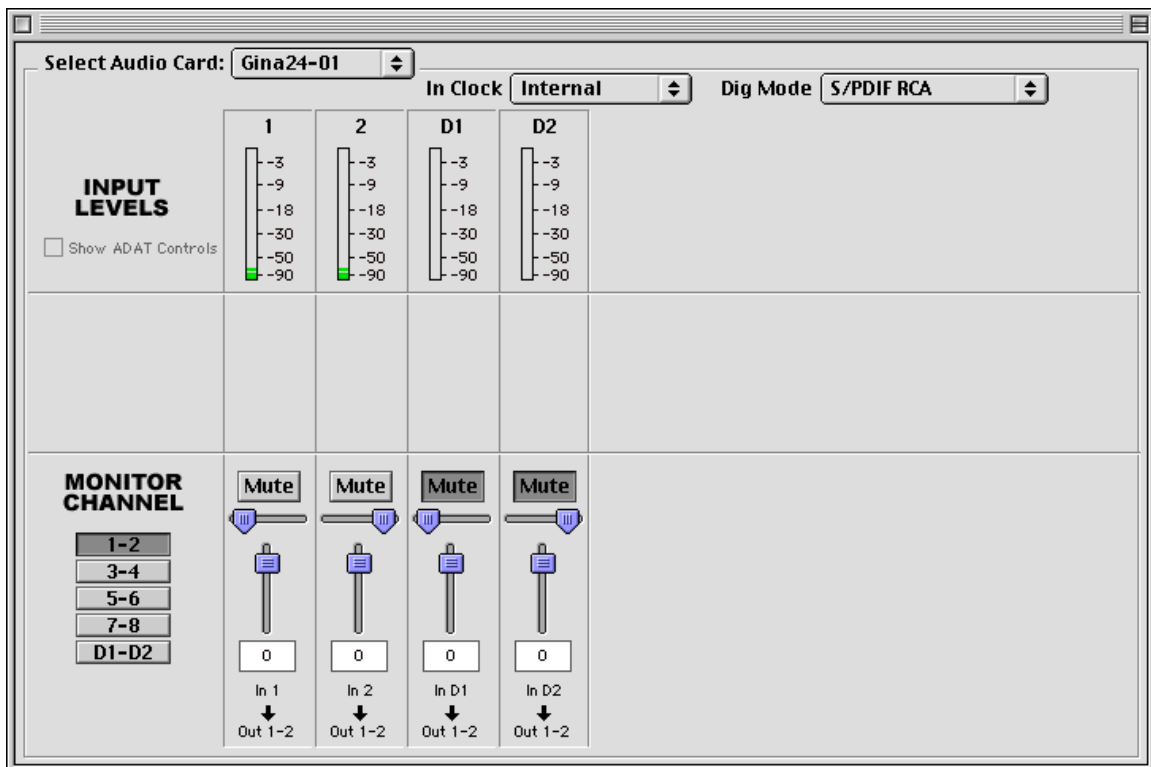 Select Audio Card: Gina24-01
In Clock Internal Dig Mode S/PDIF RCA
1 2 D1 D2
INPUT
LEVELS
Show ADAT Controls
-3 -3 -3 -3
-9 -9 -9 -9
-18 -18 -18 -18
-30 -30 -30 -30
-50 -50 -50 -50
-90 -90 -90 -90
MONITOR
CHANNEL
Mute Mute Mute Mute
1-2
3-4
5-6
7-8
D1-D2
0 0 0 0
In 1 In 2 In D1 In D2
Out 1-2 Out 1-2 Out 1-2 Out 1-2